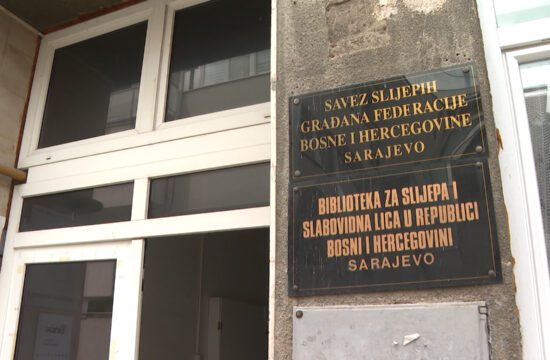 SAVEZ SLIJEPIH
GRAĐANA FEDERACIJE
BOSNE I HERCEGOVINE
SARAJEVO
BIBLIOTEKA ZA SLIJEPA I
SLABOVIDNA LICA U REPUBLICI
BOSNI I HERCEGOVINI
SARAJEVO